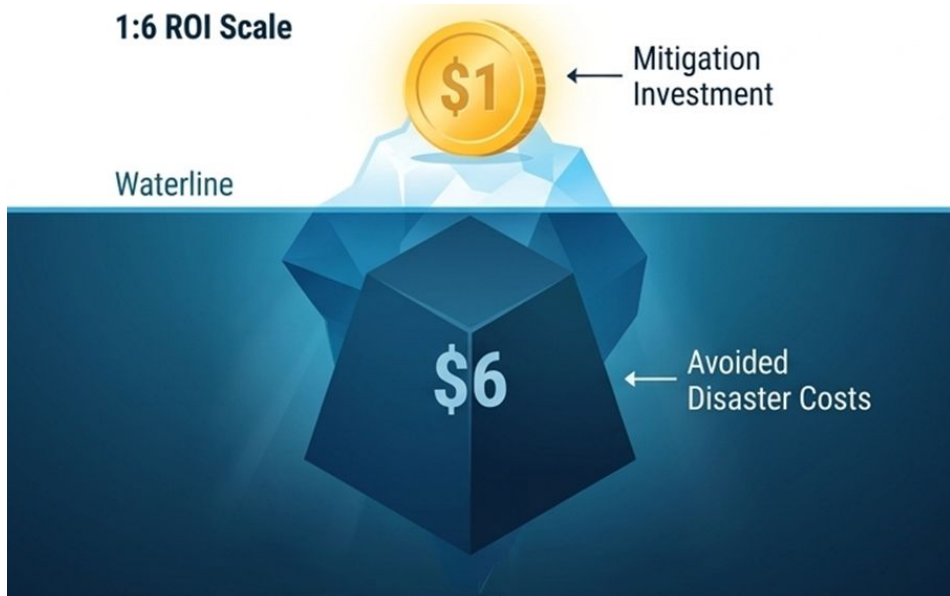 1:6 ROI Scale
$1
Mitigation
Investment
Waterline
$6
Avoided
Disaster Costs